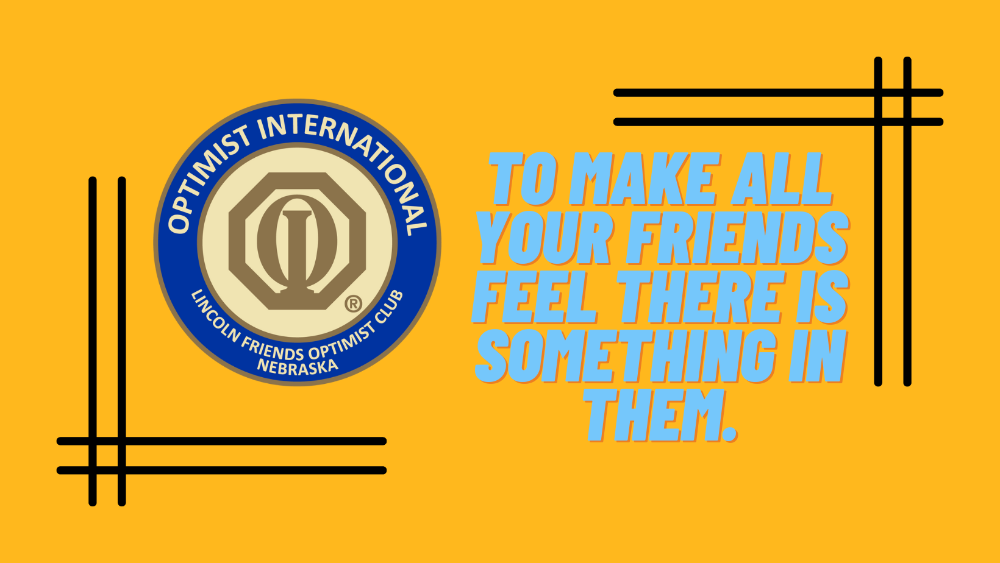 OPTIMIST INTERNATIONAL
®
LINCOLN FRIENDS OPTIMIST CLUB
NEBRASKA
TO MAKE ALL
YOUR FRIENDS
FEEL THERE IS
SOMETHING IN
THEM.